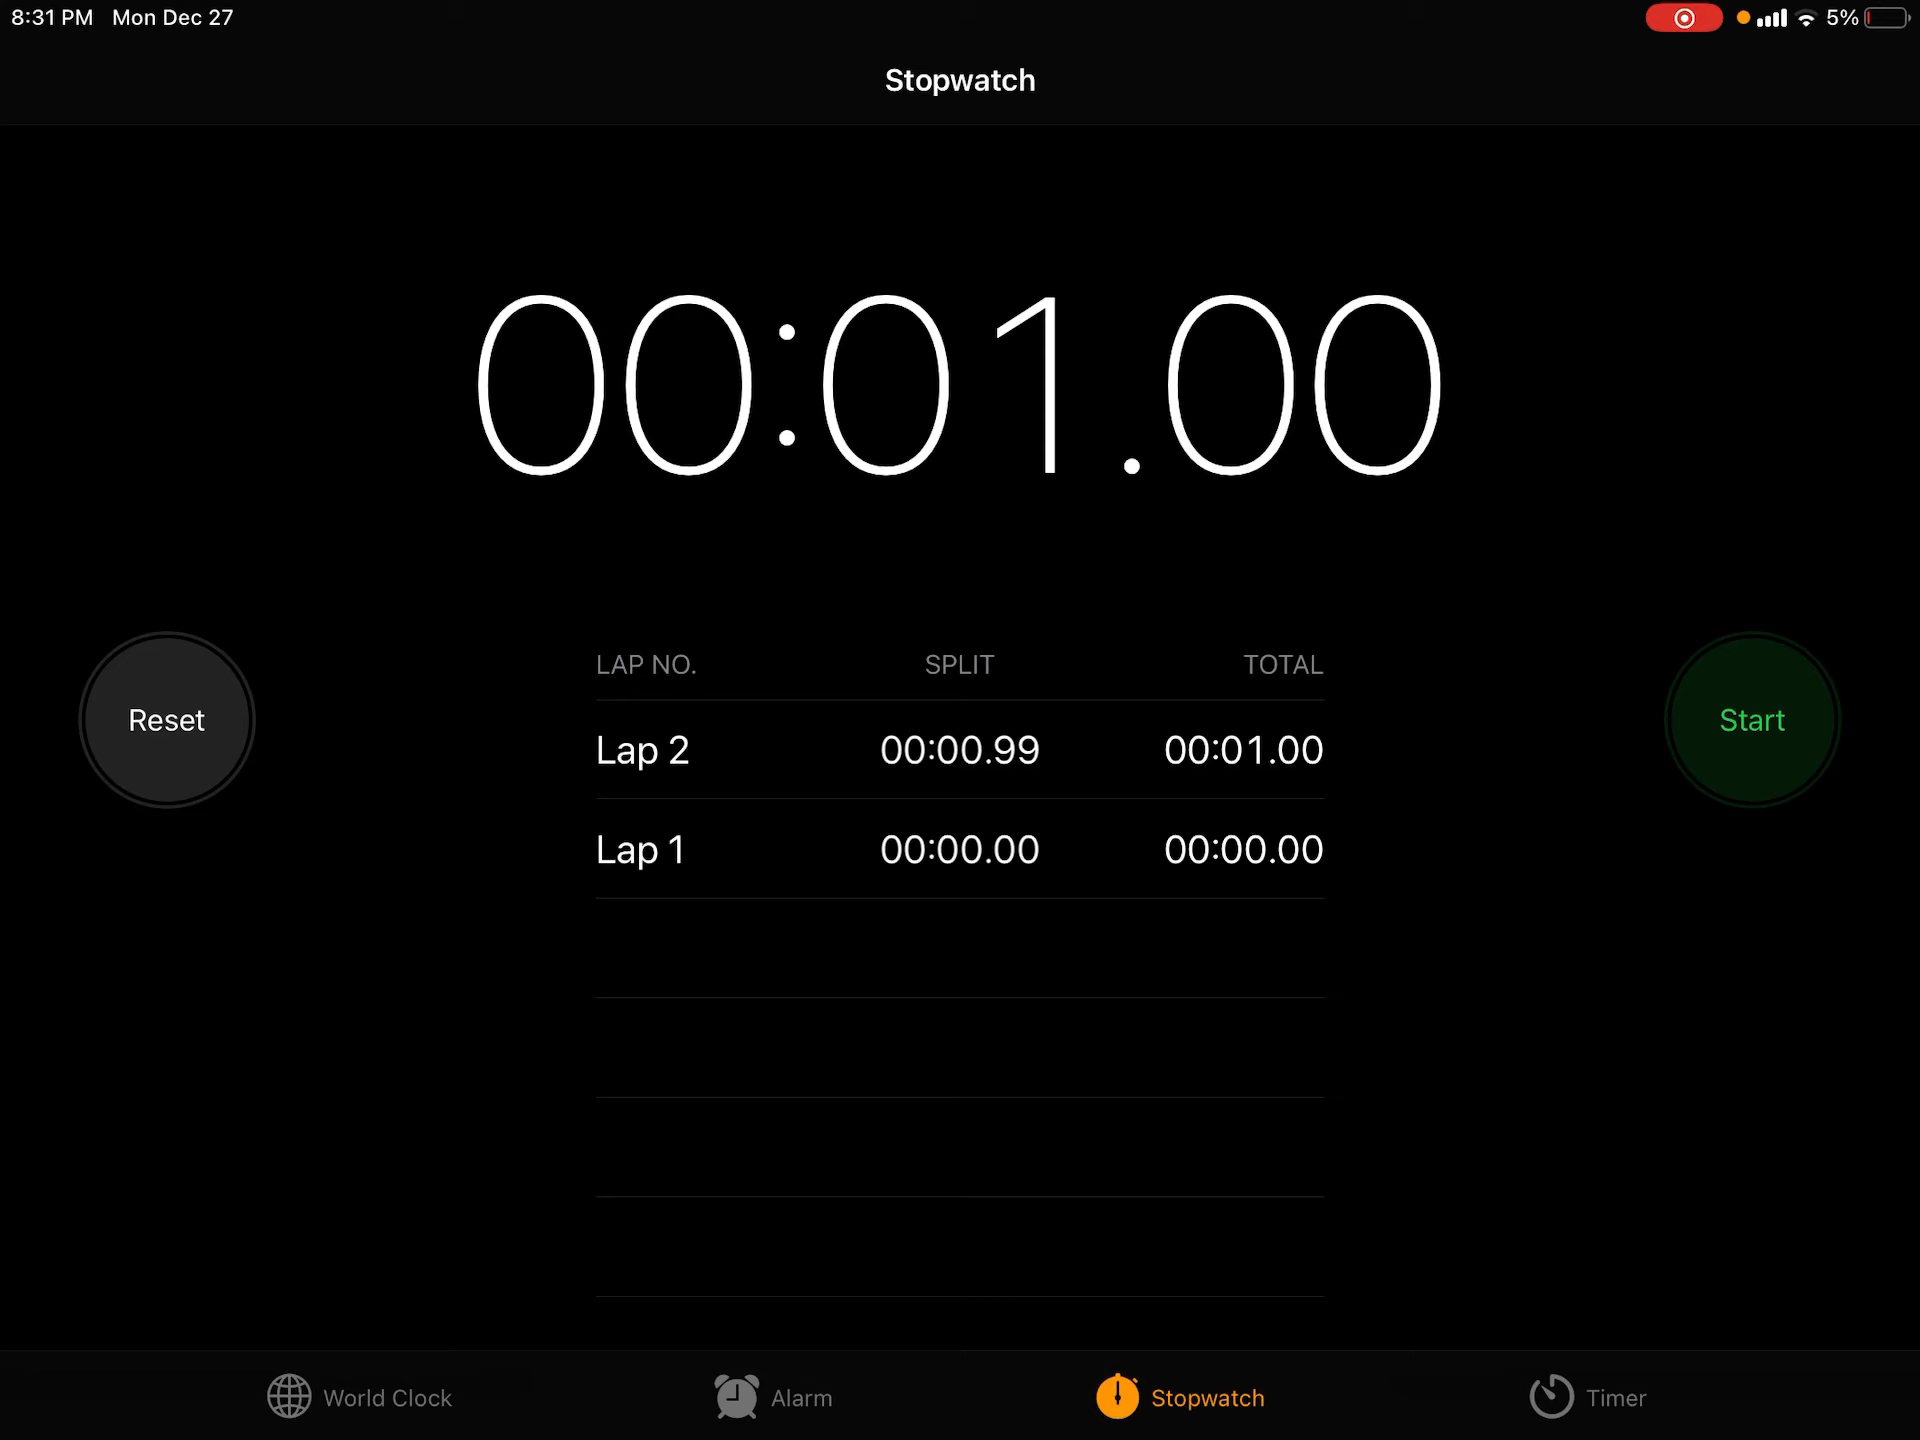 8:31 PM Mon Dec 27 5%
Stopwatch
00:01.00
LAP NO. SPLIT TOTAL
Reset Start
Lap 2 00:00.99 00:01.00
Lap 1 00:00.00 00:00.00
World Clock Alarm Stopwatch Timer